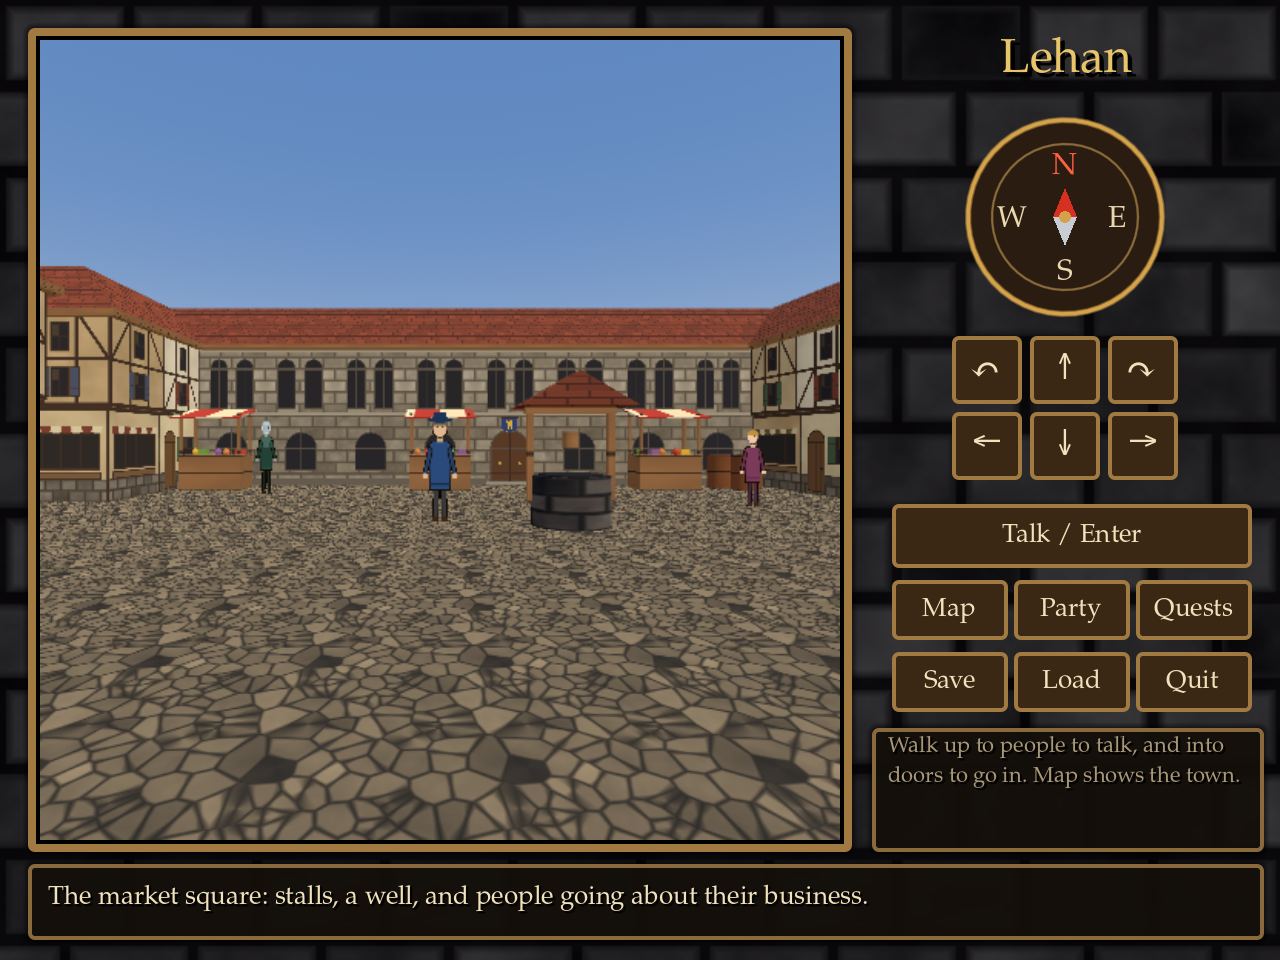 Lehan
N
W E
S
↶ ↑ ↷
← ↓ →
Talk / Enter
Map Party Quests
Save Load Quit
Walk up to people to talk, and into
doors to go in. Map shows the town.
The market square: stalls, a well, and people going about their business.